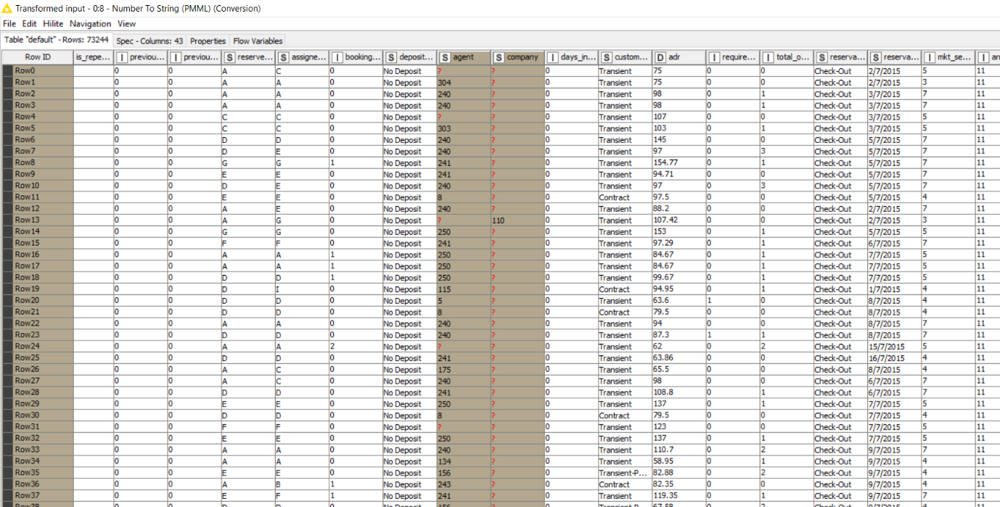 Transformed input - 0:8 - Number To String (PMML) (Conversion)
File Edit Hilite Navigation View
Table "default" - Rows: 73244 Spec - Columns: 43 Properties Flow Variables
Row ID is_repe... I previou... I previou... S reserve... S assigne... I booking... S deposit... S agent S company I days_in... S custom... D adr I require... I total_o... S reserva... S reserva... I mkt_se... I arr
Row0 0 0 A C 0 No Deposit ? ? 0 Transient 75 0 0 Check-Out 2/7/2015 5 11
Row1 0 0 A A 0 No Deposit 304 ? 0 Transient 75 0 0 Check-Out 2/7/2015 3 11
Row2 0 0 A A 0 No Deposit 240 ? 0 Transient 98 0 1 Check-Out 3/7/2015 7 11
Row3 0 0 A A 0 No Deposit 240 ? 0 Transient 98 0 1 Check-Out 3/7/2015 7 11
Row4 0 0 C C 0 No Deposit ? ? 0 Transient 107 0 0 Check-Out 3/7/2015 5 11
Row5 0 0 C C 0 No Deposit 303 ? 0 Transient 103 0 1 Check-Out 3/7/2015 5 11
Row6 0 0 D D 0 No Deposit 240 ? 0 Transient 145 0 0 Check-Out 5/7/2015 7 11
Row7 0 0 D E 0 No Deposit 240 ? 0 Transient 97 0 3 Check-Out 5/7/2015 7 11
Row8 0 0 G G 1 No Deposit 241 ? 0 Transient 154.77 0 1 Check-Out 5/7/2015 7 11
Row9 0 0 E E 0 No Deposit 241 ? 0 Transient 94.71 0 0 Check-Out 5/7/2015 7 11
Row10 0 0 D E 0 No Deposit 240 ? 0 Transient 97 0 3 Check-Out 5/7/2015 7 11
Row11 0 0 E E 0 No Deposit 8 ? 0 Contract 97.5 0 0 Check-Out 5/7/2015 4 11
Row12 0 0 A E 0 No Deposit 240 ? 0 Transient 88.2 0 0 Check-Out 2/7/2015 7 11
Row13 0 0 A G 0 No Deposit ? 110 0 Transient 107.42 0 0 Check-Out 2/7/2015 3 11
Row14 0 0 G G 0 No Deposit 250 ? 0 Transient 153 0 1 Check-Out 5/7/2015 5 11
Row15 0 0 F F 0 No Deposit 241 ? 0 Transient 97.29 0 1 Check-Out 6/7/2015 7 11
Row16 0 0 A A 1 No Deposit 250 ? 0 Transient 84.67 0 1 Check-Out 7/7/2015 5 11
Row17 0 0 A A 1 No Deposit 250 ? 0 Transient 84.67 0 1 Check-Out 7/7/2015 5 11
Row18 0 0 D D 1 No Deposit 250 ? 0 Transient 99.67 0 1 Check-Out 7/7/2015 5 11
Row19 0 0 D I 0 No Deposit 115 ? 0 Contract 94.95 0 1 Check-Out 1/7/2015 4 11
Row20 0 0 D D 0 No Deposit 5 ? 0 Transient 63.6 1 0 Check-Out 8/7/2015 4 11
Row21 0 0 D D 0 No Deposit 8 ? 0 Contract 79.5 0 0 Check-Out 8/7/2015 4 11
Row22 0 0 A A 0 No Deposit 240 ? 0 Transient 94 0 0 Check-Out 8/7/2015 7 11
Row23 0 0 D D 0 No Deposit 240 ? 0 Transient 87.3 1 1 Check-Out 8/7/2015 7 11
Row24 0 0 A A 2 No Deposit ? ? 0 Transient 62 0 2 Check-Out 15/7/2015 5 11
Row25 0 0 D D 0 No Deposit 241 ? 0 Transient 63.86 0 0 Check-Out 16/7/2015 4 11
Row26 0 0 A C 0 No Deposit 175 ? 0 Transient 65.5 0 0 Check-Out 8/7/2015 4 11
Row27 0 0 A C 0 No Deposit 240 ? 0 Transient 98 0 0 Check-Out 6/7/2015 7 11
Row28 0 0 D D 0 No Deposit 241 ? 0 Transient 108.8 0 1 Check-Out 6/7/2015 7 11
Row29 0 0 E E 0 No Deposit 250 ? 0 Transient 137 0 1 Check-Out 7/7/2015 5 11
Row30 0 0 D D 0 No Deposit 8 ? 0 Contract 79.5 0 0 Check-Out 7/7/2015 4 11
Row31 0 0 F F 0 No Deposit ? ? 0 Transient 123 0 0 Check-Out 7/7/2015 5 11
Row32 0 0 E E 0 No Deposit 250 ? 0 Transient 137 0 1 Check-Out 7/7/2015 5 11
Row33 0 0 A A 0 No Deposit 240 ? 0 Transient 110.7 0 2 Check-Out 9/7/2015 7 11
Row34 0 0 A A 0 No Deposit 134 ? 0 Transient 58.95 0 1 Check-Out 9/7/2015 4 11
Row35 0 0 E E 0 No Deposit 156 ? 0 Transient-P... 82.88 0 2 Check-Out 9/7/2015 4 11
Row36 0 0 A B 1 No Deposit 243 ? 0 Contract 82.35 0 0 Check-Out 9/7/2015 4 11
Row37 0 0 E F 1 No Deposit 241 ? 0 Transient 119.35 0 1 Check-Out 9/7/2015 7 11
Row38 0 0 D D 0 No Deposit 156 ? 0 Transient-P... 67.58 0 2 Check-Out 9/7/2015 4 11